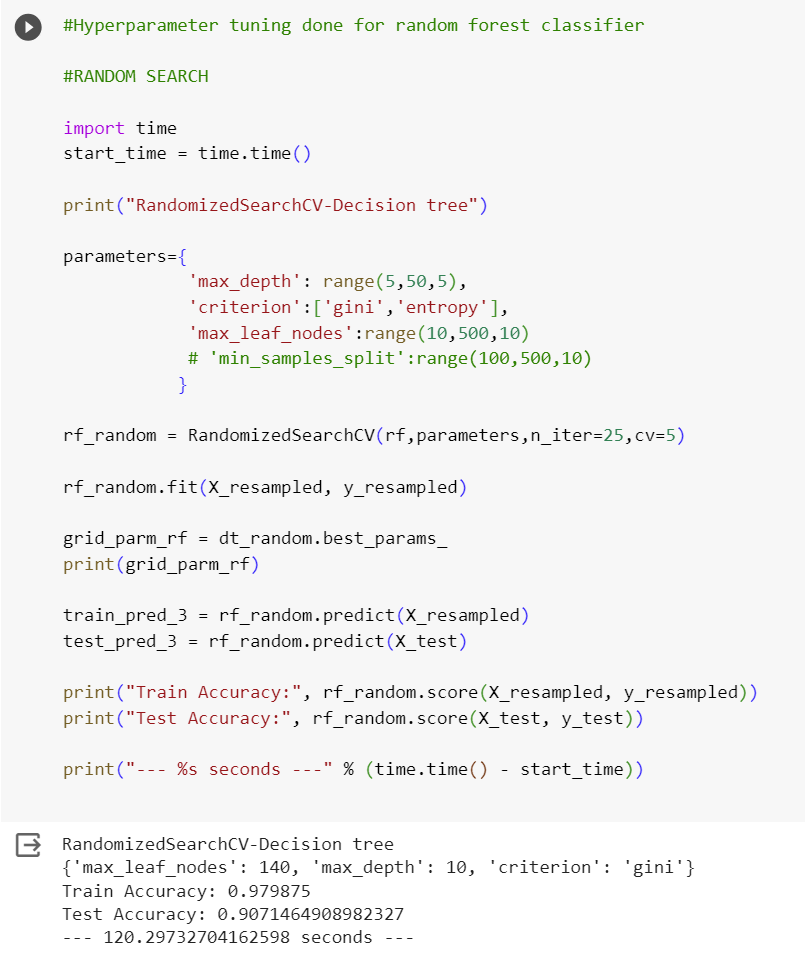 #Hyperparameter tuning done for random forest classifier
#RANDOM SEARCH
import time
start_time = time.time()
print("RandomizedSearchCV-Decision tree")
parameters={
'max_depth': range(5,50,5),
'criterion':['gini','entropy'],
'max_leaf_nodes':range(10,500,10)
# 'min_samples_split':range(100,500,10)
}
rf_random = RandomizedSearchCV(rf,parameters,n_iter=25,cv=5)
rf_random.fit(X_resampled, y_resampled)
grid_parm_rf = dt_random.best_params_
print(grid_parm_rf)
train_pred_3 = rf_random.predict(X_resampled)
test_pred_3 = rf_random.predict(X_test)
print("Train Accuracy:", rf_random.score(X_resampled, y_resampled))
print("Test Accuracy:", rf_random.score(X_test, y_test))
print("--- %s seconds ---" % (time.time() - start_time))
RandomizedSearchCV-Decision tree
{'max_leaf_nodes': 140, 'max_depth': 10, 'criterion': 'gini'}
Train Accuracy: 0.979875
Test Accuracy: 0.9071464908982327
--- 120.29732704162598 seconds ---